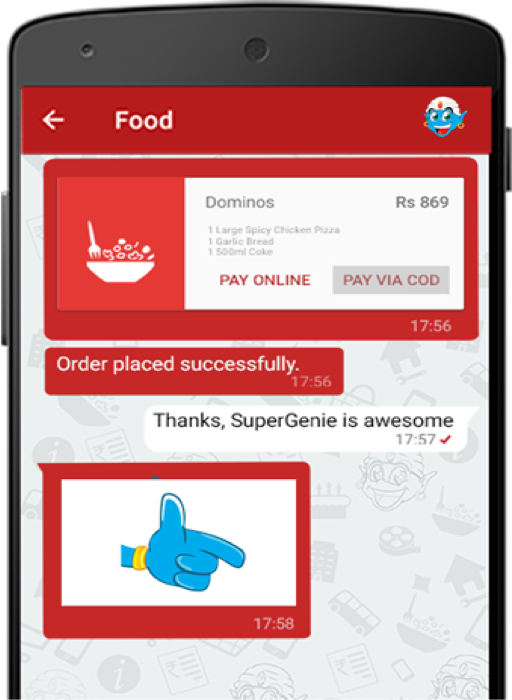 Food
Dominos Rs 869
1 Large Spicy Chicken Pizza
1 Garlic Bread
1 500ml Coke
PAY ONLINE PAY VIA COD
17:56
Order placed successfully.
17:56
Thanks, SuperGenie is awesome
17:57
17:58